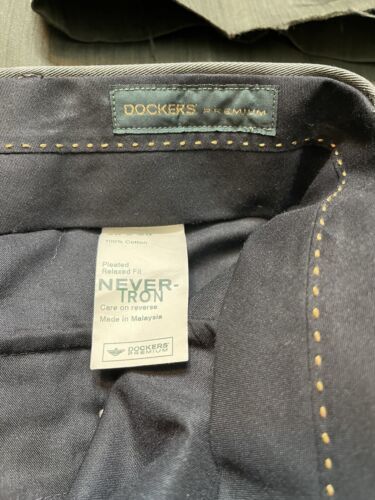 DOCKERS® PREMIUM
100% Cotton
Pleated
Relaxed Fit
NEVER-
IRON
Care on reverse
Made in Malaysia
DOCKERS®
PREMIUM